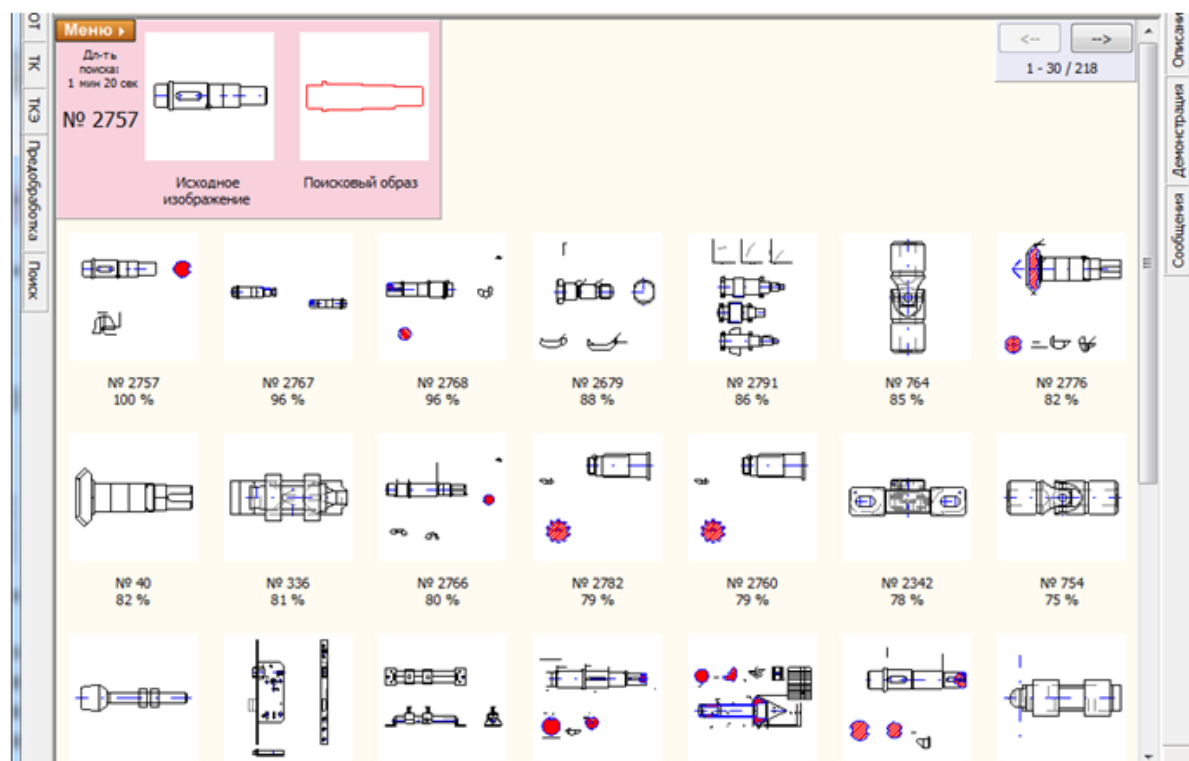 Меню
Дл-ть
поиска:
1 мин 20 сек
№ 2757
Исходное
изображение
Поисковый образ
<--
-->
1 - 30 / 218
ОТ
ТК
ТКЭ
Предобработка
Поиск
Описани
Демонстрация
Сообщения
№ 2757
100 %
№ 2767
96 %
№ 2768
96 %
№ 2679
88 %
№ 2791
86 %
№ 764
85 %
№ 2776
82 %
№ 40
82 %
№ 336
81 %
№ 2766
80 %
№ 2782
79 %
№ 2760
79 %
№ 2342
78 %
№ 754
75 %